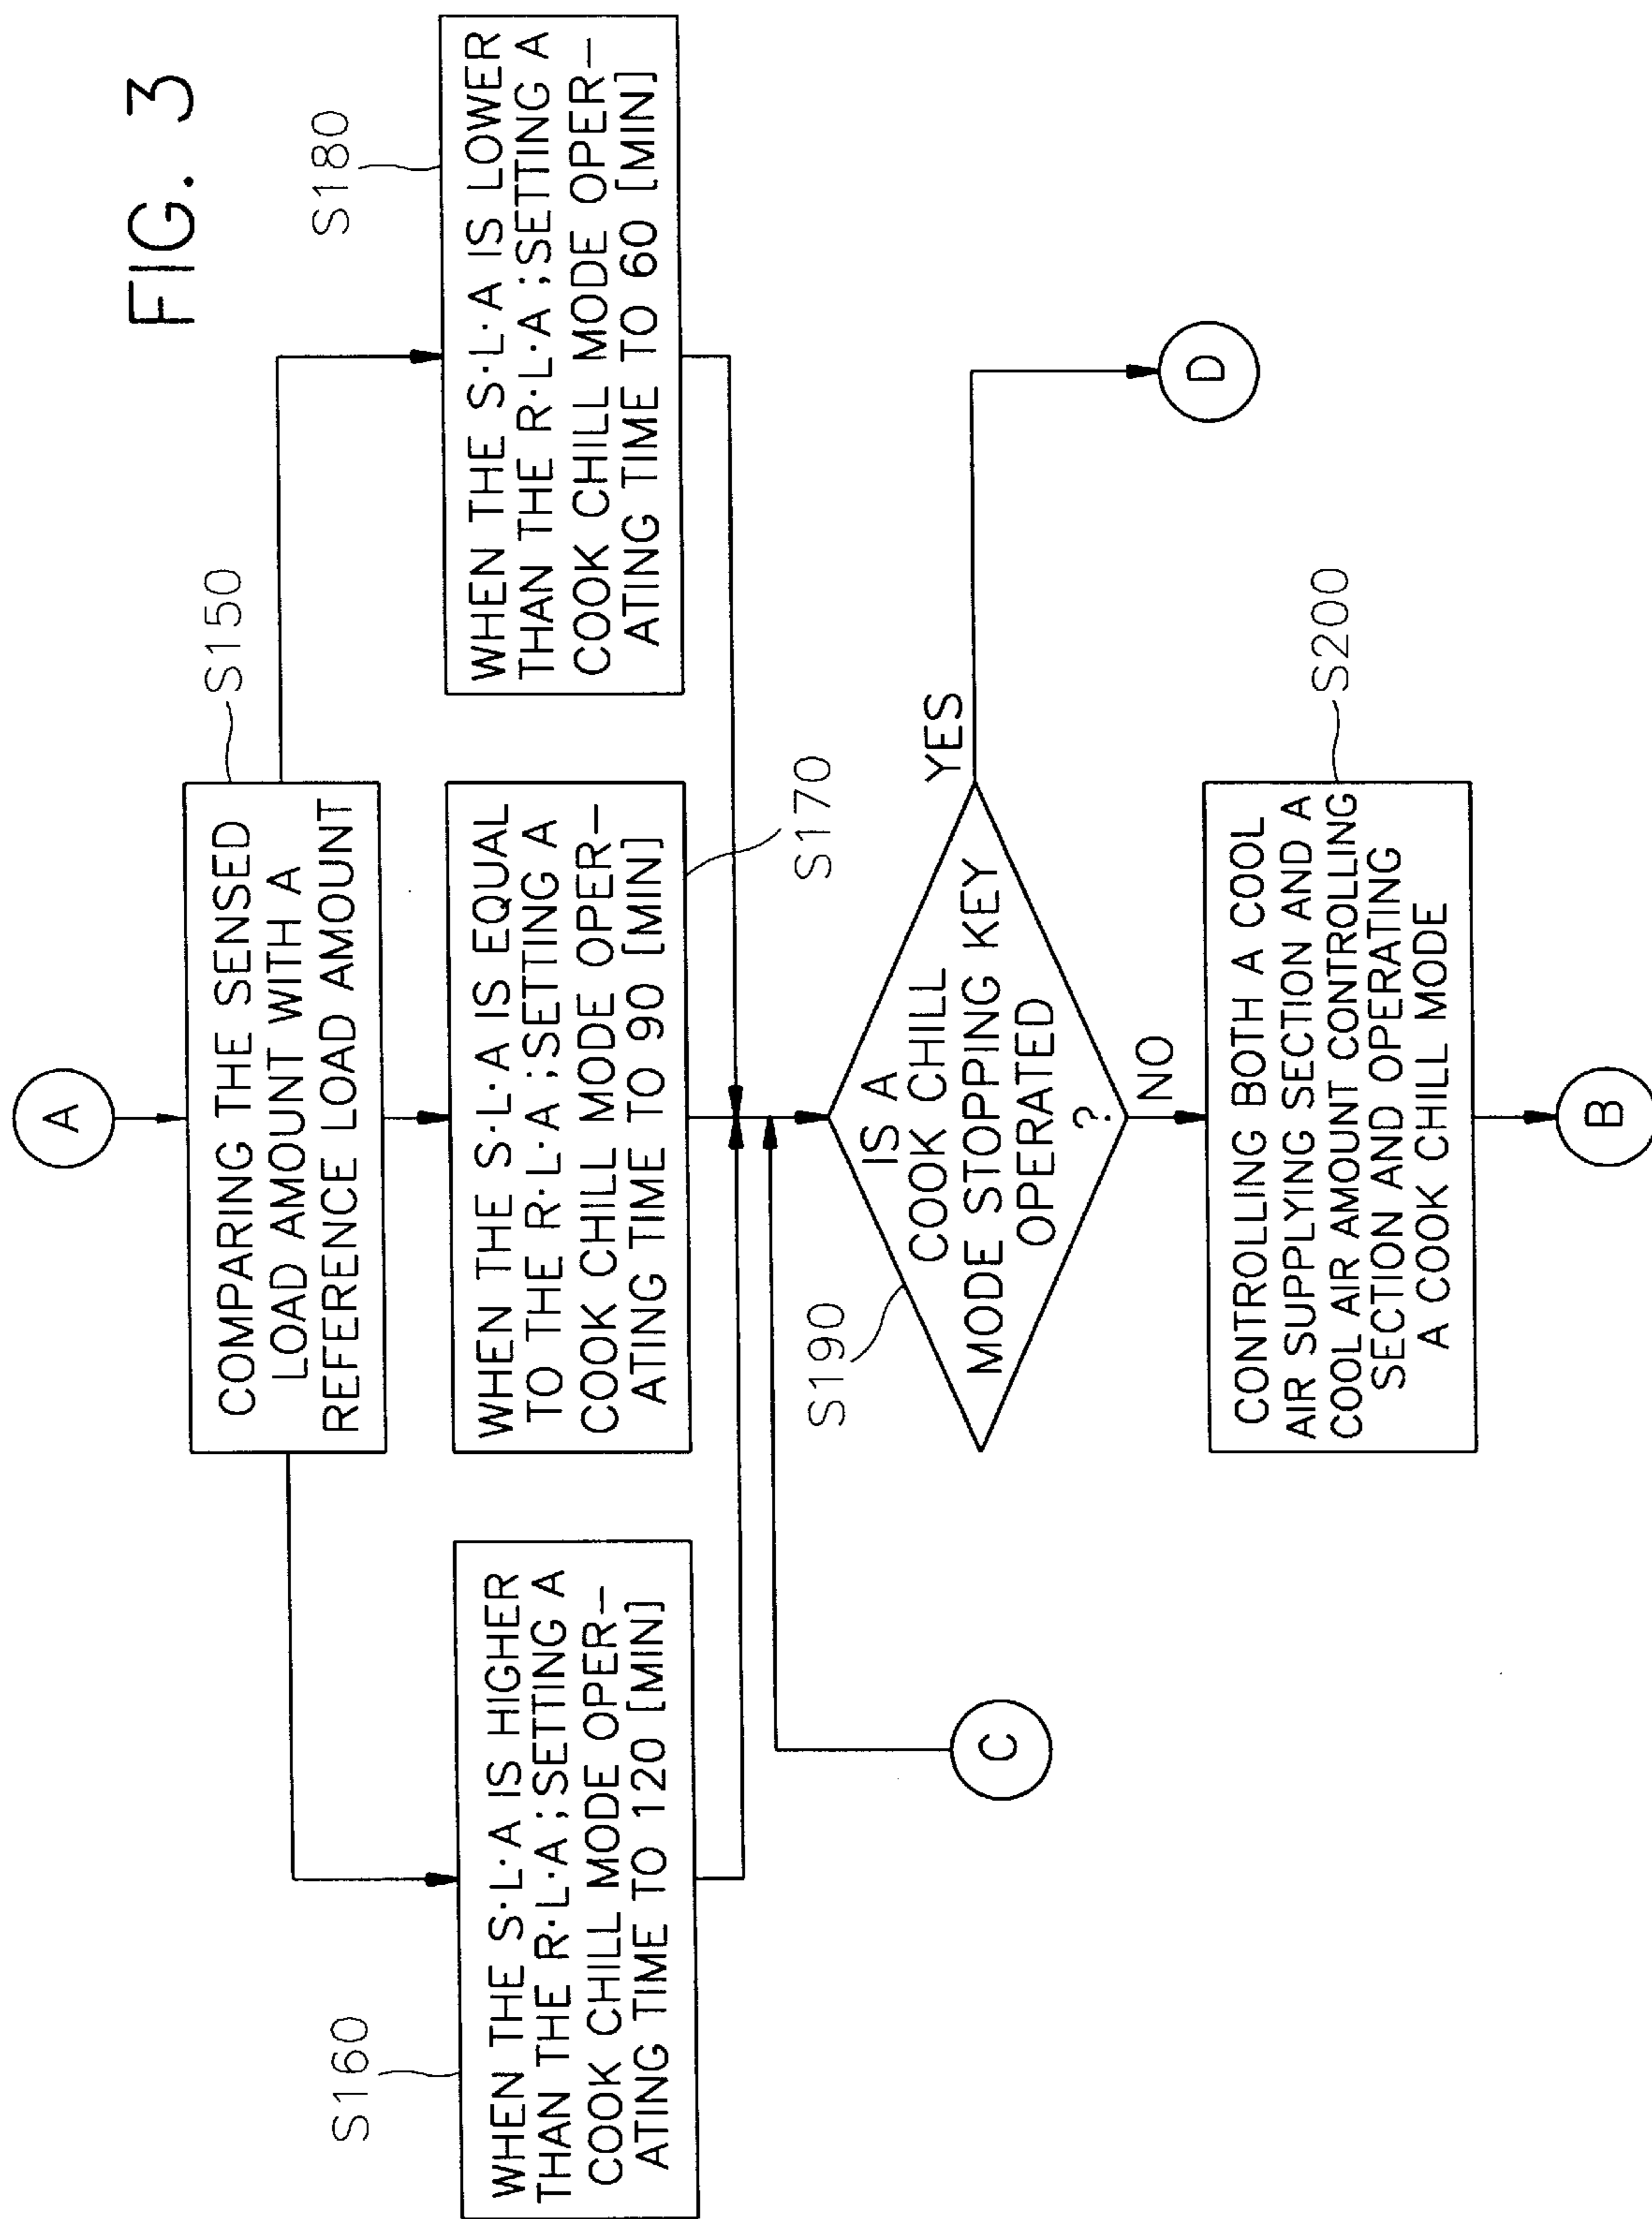 FIG. 3
A
COMPARING THE SENSED
LOAD AMOUNT WITH A
REFERENCE LOAD AMOUNT
S150
S160
WHEN THE S·L·A IS HIGHER
THAN THE R·L·A;SETTING A
COOK CHILL MODE OPER-
ATING TIME TO 120 [MIN]
WHEN THE S·L·A IS EQUAL
TO THE R·L·A ;SETTING A
COOK CHILL MODE OPER-
ATING TIME TO 90 [MIN]
S170
S180
WHEN THE S·L·A IS LOWER
THAN THE R·L·A ;SETTING A
COOK CHILL MODE OPER-
ATING TIME TO 60 [MIN]
C
S190
IS A
COOK CHILL
MODE STOPPING KEY
OPERATED
?
YES
D
NO
S200
CONTROLLING BOTH A COOL
AIR SUPPLYING SECTION AND A
COOL AIR AMOUNT CONTROLLING
SECTION AND OPERATING
A COOK CHILL MODE
B